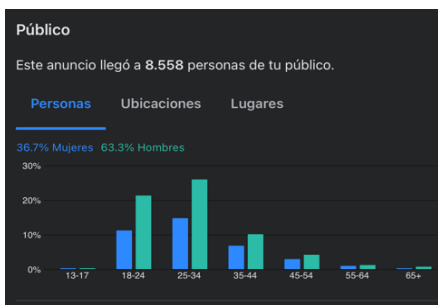 Público
Este anuncio llegó a 8.558 personas de tu público.
Personas Ubicaciones Lugares
36.7% Mujeres 63.3% Hombres
30%
20%
10%
0%
13-17 18-24 25-34 35-44 45-54 55-64 65+